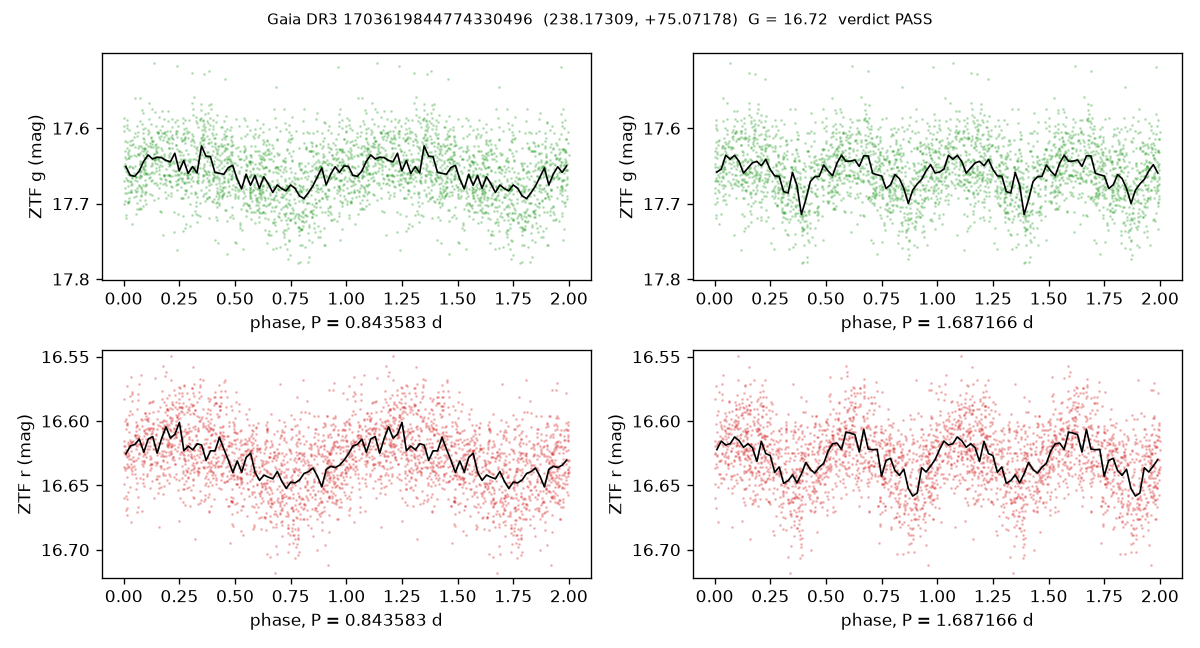 Gaia DR3 1703619844774330496 (238.17309, +75.07178) G = 16.72 verdict PASS
ZTF g (mag)
17.6
17.7
17.8
0.00 0.25 0.50 0.75 1.00 1.25 1.50 1.75 2.00
phase, P = 0.843583 d
ZTF g (mag)
17.6
17.7
17.8
0.00 0.25 0.50 0.75 1.00 1.25 1.50 1.75 2.00
phase, P = 1.687166 d
ZTF r (mag)
16.55
16.60
16.65
16.70
0.00 0.25 0.50 0.75 1.00 1.25 1.50 1.75 2.00
phase, P = 0.843583 d
ZTF r (mag)
16.55
16.60
16.65
16.70
0.00 0.25 0.50 0.75 1.00 1.25 1.50 1.75 2.00
phase, P = 1.687166 d